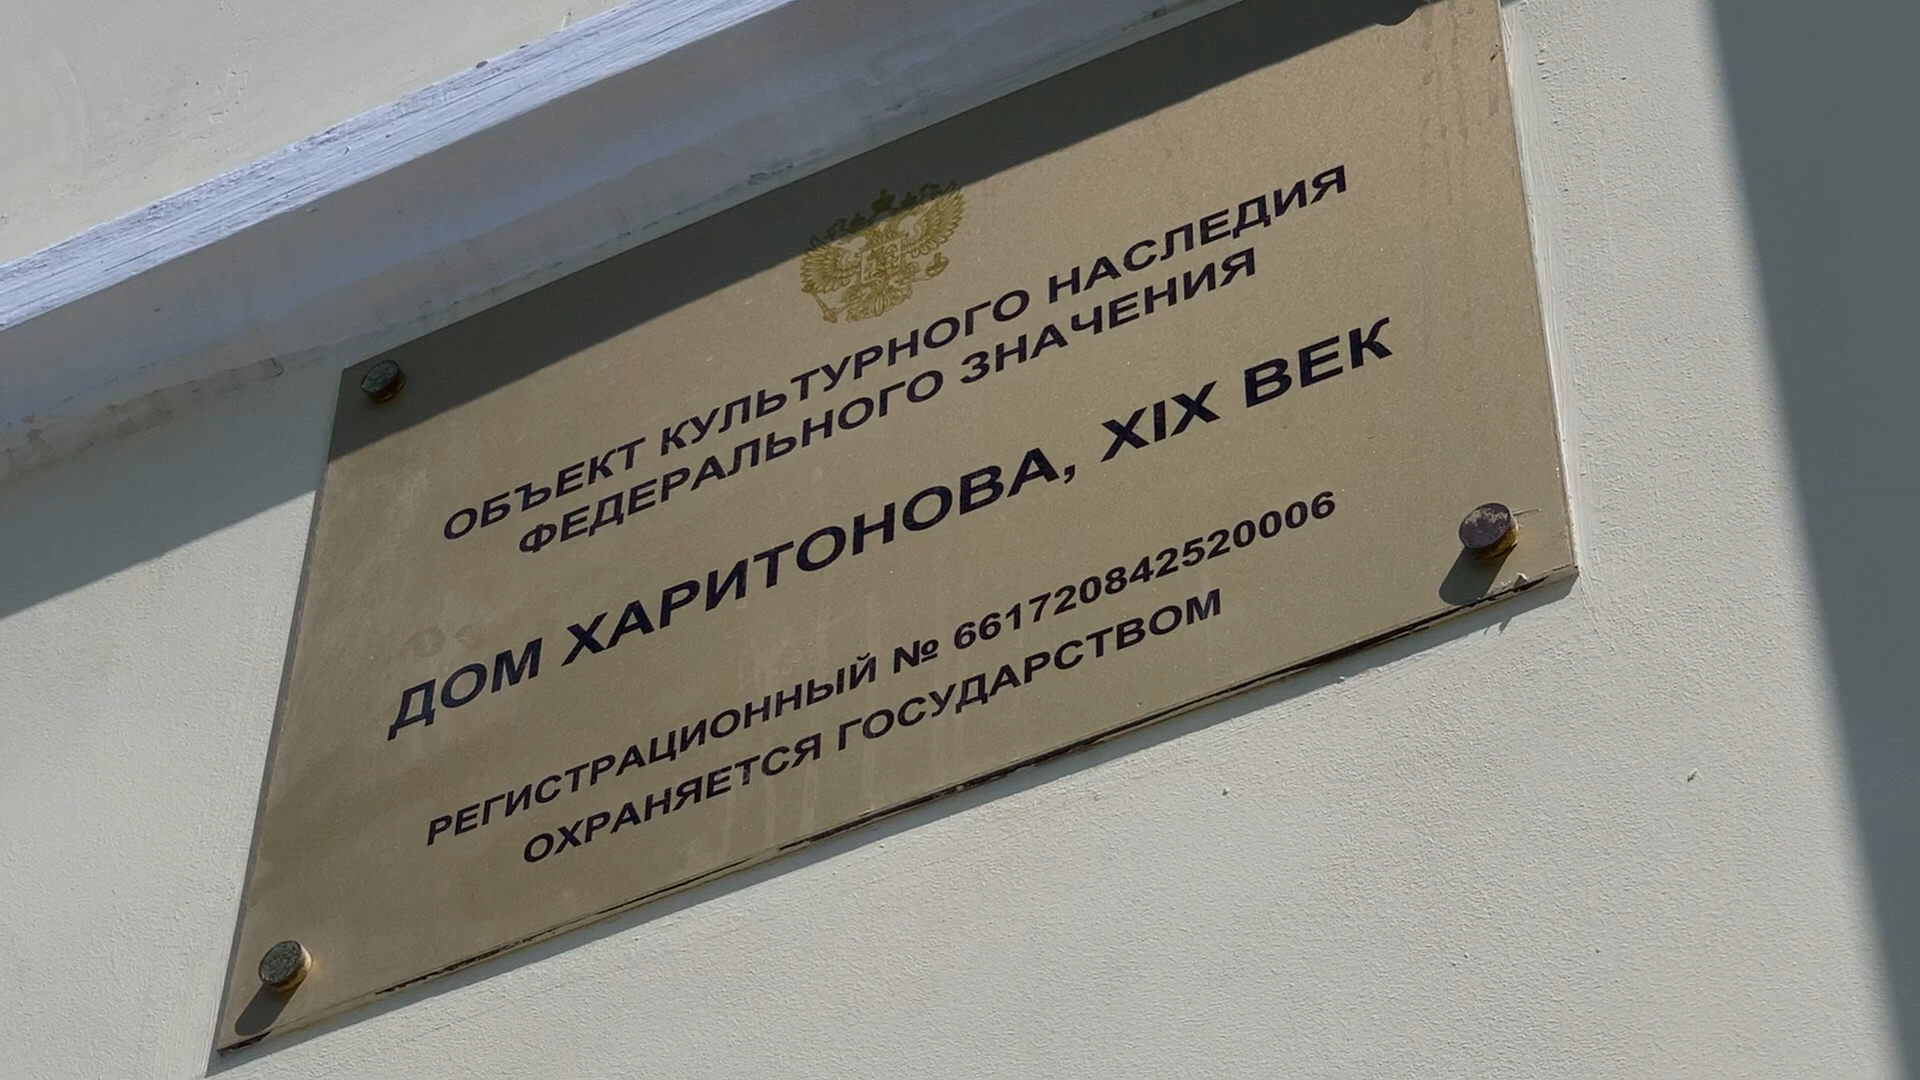 ОБЪЕКТ КУЛЬТУРНОГО НАСЛЕДИЯ
ФЕДЕРАЛЬНОГО ЗНАЧЕНИЯ
ДОМ ХАРИТОНОВА, XIX ВЕК
РЕГИСТРАЦИОННЫЙ № 661720842520006
ОХРАНЯЕТСЯ ГОСУДАРСТВОМ